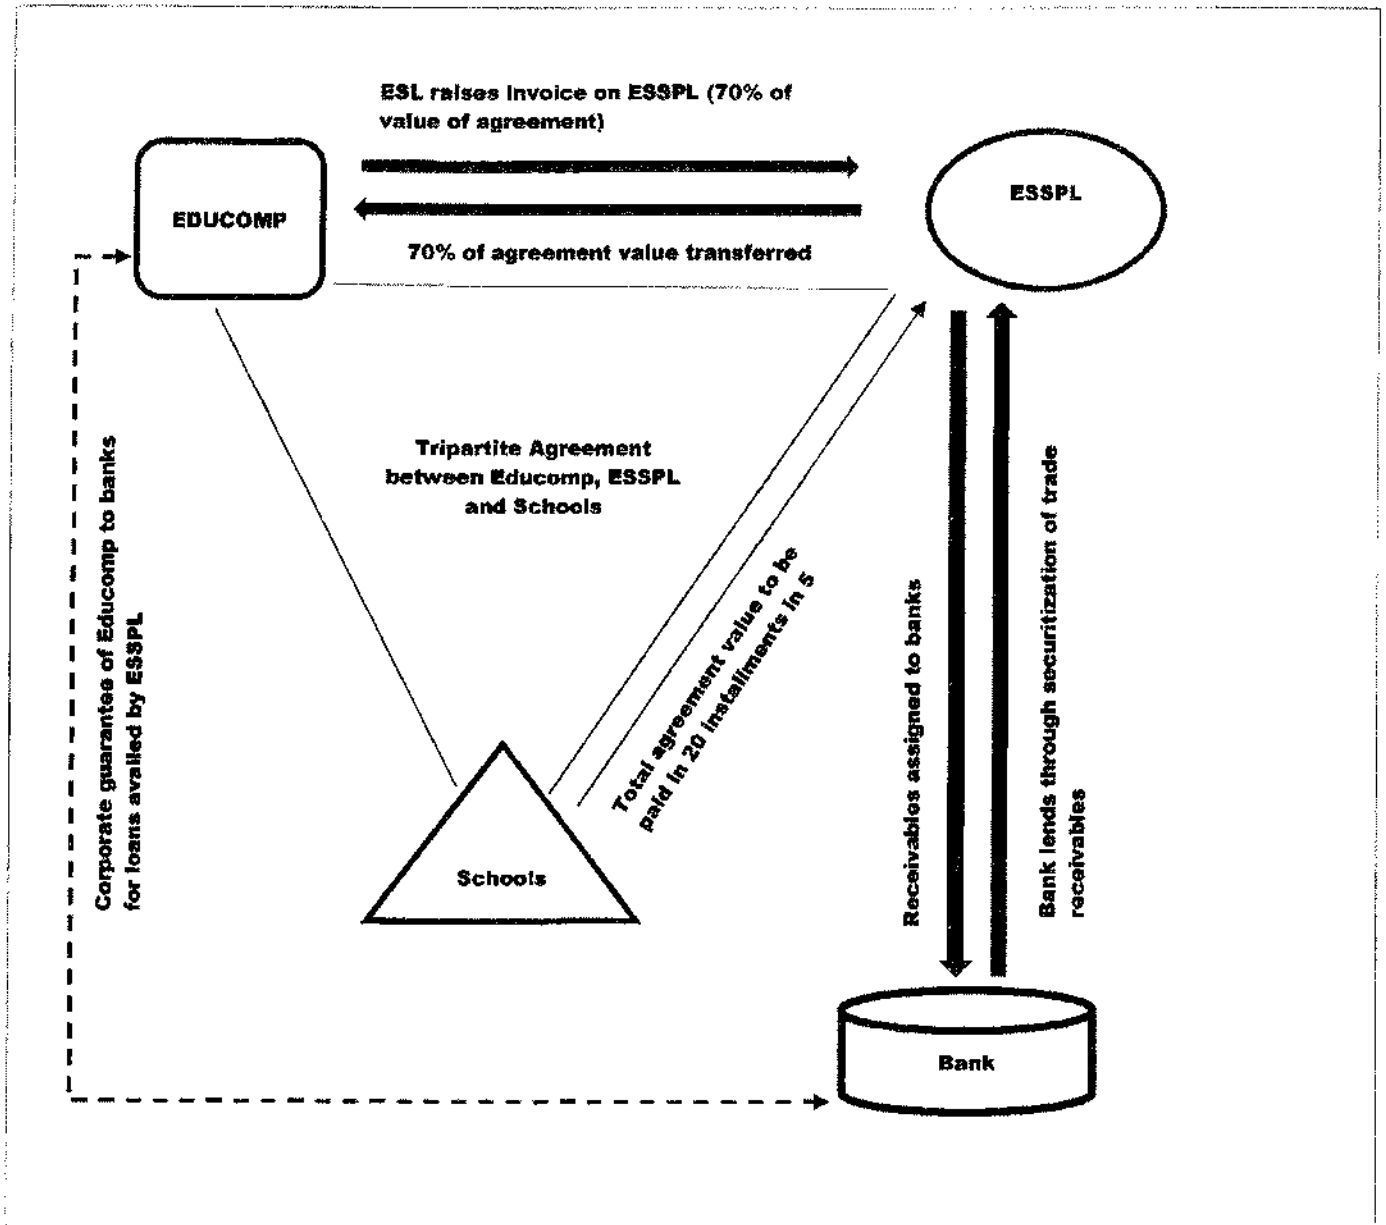 ESL raises invoice on ESSPL (70% of
value of agreement)
EDUCOMP
ESSPL
70% of agreement value transferred
Tripartite Agreement
between Educomp, ESSPL
and Schools
Corporate guarantee of Educomp to banks
for loans availed by ESSPL
Total agreement value to be
paid in 20 installments in 5
Receivables assigned to banks
Bank lends through securitization of trade
receivables
Schools
Bank